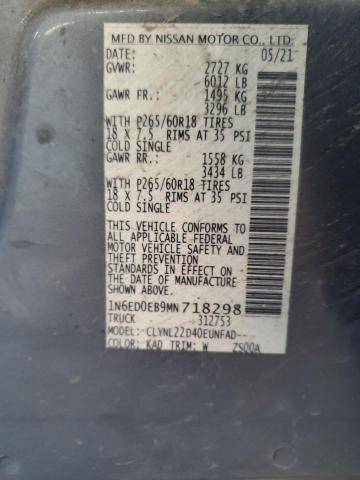 MFD BY NISSAN MOTOR CO., LTD.
DATE: 05/21
GVWR: 2727 KG
6012 LB
GAWR FR.: 1495 KG
3296 LB
WITH P265/60R18 TIRES
18 X 7.5 RIMS AT 35 PSI
COLD SINGLE
GAWR RR.: 1558 KG
3434 LB
WITH P265/60R18 TIRES
18 X 7.5 RIMS AT 35 PSI
COLD SINGLE
THIS VEHICLE CONFORMS TO
ALL APPLICABLE FEDERAL
MOTOR VEHICLE SAFETY AND
THEFT PREVENTION
STANDARDS IN EFFECT ON
THE DATE OF MANUFACTURE
SHOWN ABOVE.
1N6ED0EB9MN718298
TRUCK 312753
MODEL: CLYNL22D40EUNFAD--
COLOR: KAD TRIM: W ZS00A